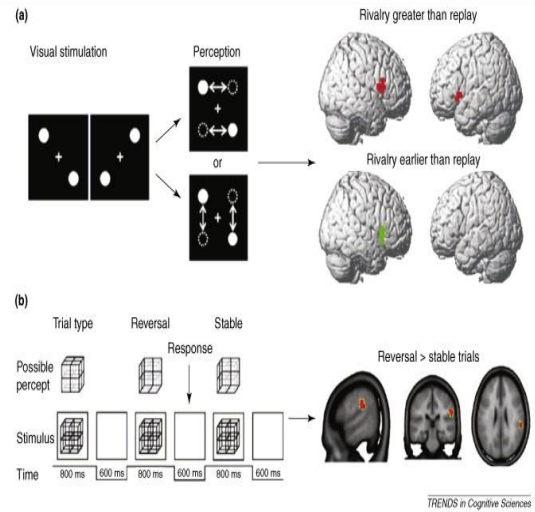 (a)
Visual stimulation
Perception
or
Rivalry greater than replay
Rivalry earlier than replay
(b)
Trial type
Reversal
Stable
Response
Possible
percept
Stimulus
Time
800 ms
600 ms
800 ms
600 ms
800 ms
600 ms
Reversal > stable trials
TRENDS in Cognitive Sciences